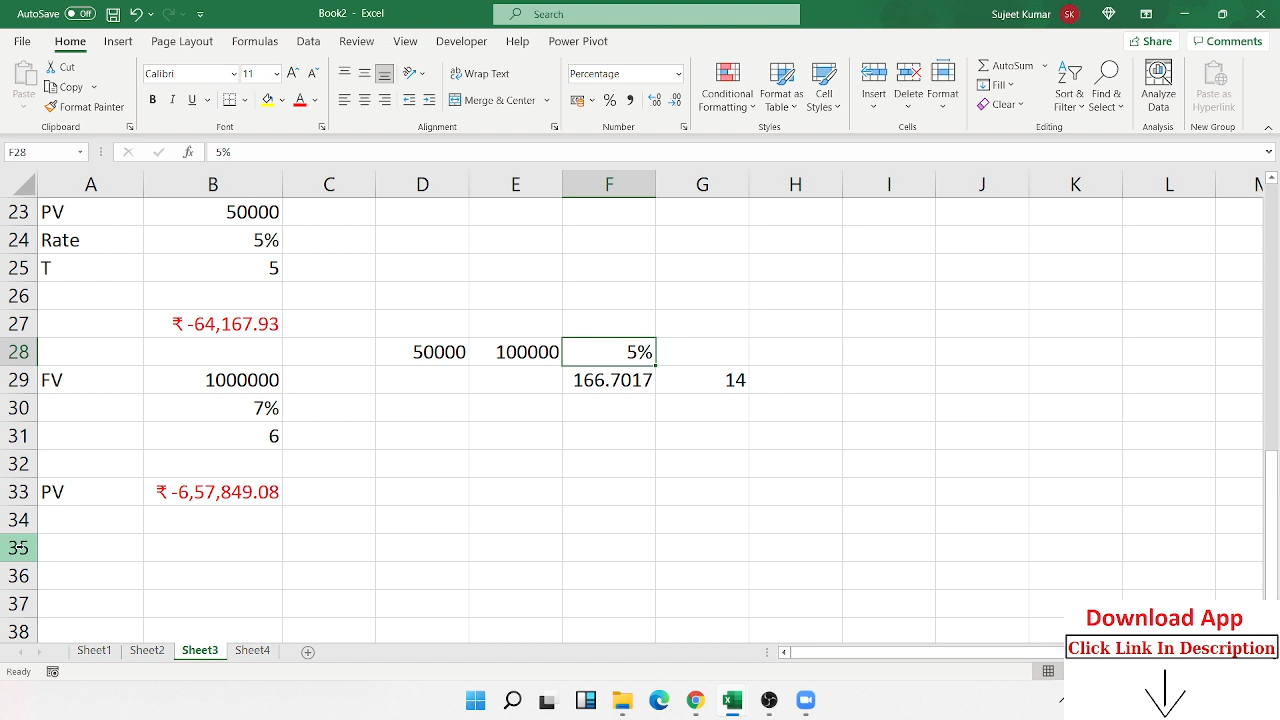 AutoSave Off Book2 - Excel Search Sujeet Kumar SK
File Home Insert Page Layout Formulas Data Review View Developer Help Power Pivot Share Comments
Paste Cut Copy Format Painter Clipboard
Calibri 11 B I U Font
Wrap Text Merge & Center Alignment
Percentage % , Number
Conditional Formatting Format as Table Cell Styles Styles
Insert Delete Format Cells
AutoSum Fill Clear Sort & Filter Find & Select Editing
Analyze Data Analysis
Paste as Hyperlink New Group
F28 fx 5%
A B C D E F G H I J K L
23 PV 50000
24 Rate 5%
25 T 5
26
27 ₹ -64,167.93
28 50000 100000 5%
29 FV 1000000 166.7017 14
30 7%
31 6
32
33 PV ₹ -6,57,849.08
34
35
36
37
38
Download App
Click Link In Description
Sheet1 Sheet2 Sheet3 Sheet4
Ready